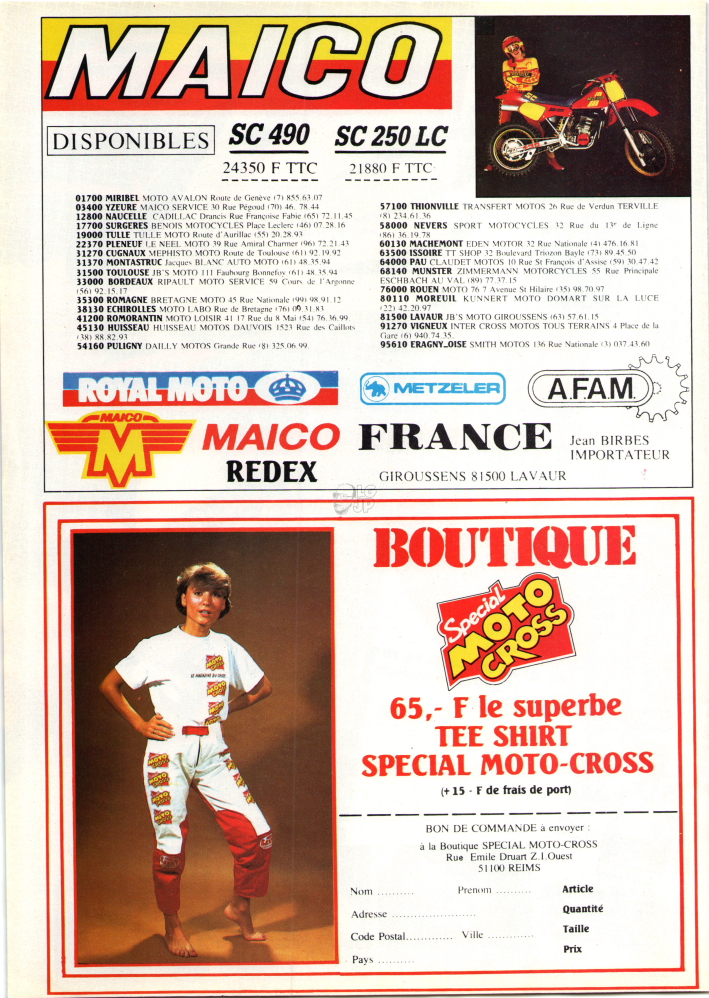 MAICO
DISPONIBLES
SC 490
SC 250 LC
24350 F TTC
21880 F TTC
01700 MIRIBEL MOTO AVALON Route de Genève (7) 855.63.07
03400 YZEURE MAICO SERVICE 30 Rue Pégoud (70) 46. 78.44
12800 NAUCELLE CADILLAC Drancis Rue Françoise Fabie (65) 72.11.45
17700 SURGERES BENOIS MOTOCYCLES Place Leclerc (46) 07.28.16
19000 TULLE TULLE MOTO Route d'Aurillac (55) 20.28.93
22370 PLENEUF LE NEEL MOTO 39 Rue Amiral Charmer (96) 72.21.43
31270 CUGNAUX MEPHISTO MOTO Route de Toulouse (61) 92.19.92
31370 MONTASTRUC Jacques BLANC AUTO MOTO (61) 48.35.94
31500 TOULOUSE JB'S MOTO 111 Faubourg Bonnefoy (61) 48.35.94
33000 BORDEAUX RIPAULT MOTO SERVICE 59 Cours de l'Argonne
(56) 92.15.17
35300 ROMAGNE BRETAGNE MOTO 45 Rue Nationale (99) 98.91.12
38130 ECHIROLLES MOTO LABO Rue de Bretagne (76) 09.31.83
41200 ROMORANTIN MOTO LOISIR 41 17 Rue du 8 Mai (54) 76.36.99
45130 HUISSEAU HUISSEAU MOTOS DAUVOIS 1523 Rue des Caillots
(38) 88.82.93
54160 PULIGNY DAILLY MOTOS Grande Rue (8) 325.06.99
57100 THIONVILLE TRANSFERT MOTOS 26 Rue de Verdun TERVILLE
(8) 234.61.36
58000 NEVERS SPORT MOTOCYCLES 32 Rue du 13e de Ligne
(86) 36.19.78
60130 MACHEMONT EDEN MOTOR 32 Rue Nationale (4) 476.16.81
63500 ISSOIRE TT SHOP 32 Boulevard Triozon Bayle (73) 89.45.50
64000 PAU CLAUDET MOTOS 10 Rue St François d'Assise (59) 30.47.42
68140 MUNSTER ZIMMERMANN MOTORCYCLES 55 Rue Principale
ESCHBACH AU VAL (89) 77.37.15
76000 ROUEN MOTO 76 7 Avenue St Hilaire (35) 98.70.97
80110 MOREUIL KUNNERT MOTO DOMART SUR LA LUCE
(22) 42.20.97
81500 LAVAUR JB'S MOTO GIROUSSENS (63) 57.61.15
91270 VIGNEUX INTER CROSS MOTOS TOUS TERRAINS 4 Place de la
Gare (6) 940.74.35
95610 ERAGNY_OISE SMITH MOTOS 136 Rue Nationale (3) 037.43.60
ROYAL MOTO
METZELER
A.F.A.M.
MAICO
M
MAICO FRANCE
REDEX
Jean BIRBES
IMPORTATEUR
GIROUSSENS 81500 LAVAUR
LC
JP
BOUTIQUE
Special
MOTO
CROSS
65,- F le superbe
TEE SHIRT
SPECIAL MOTO-CROSS
(+ 15 - F de frais de port)
BON DE COMMANDE à envoyer :
à la Boutique SPECIAL MOTO-CROSS
Rue Emile Druart Z.I.Ouest
51100 REIMS
Nom .......... Prenom .......... Article
Adresse ....................... Quantité
Code Postal............. Ville ............. Taille
Prix
Pays ..........
MOTO
CROSS
LE MAGAZINE DU CROSS